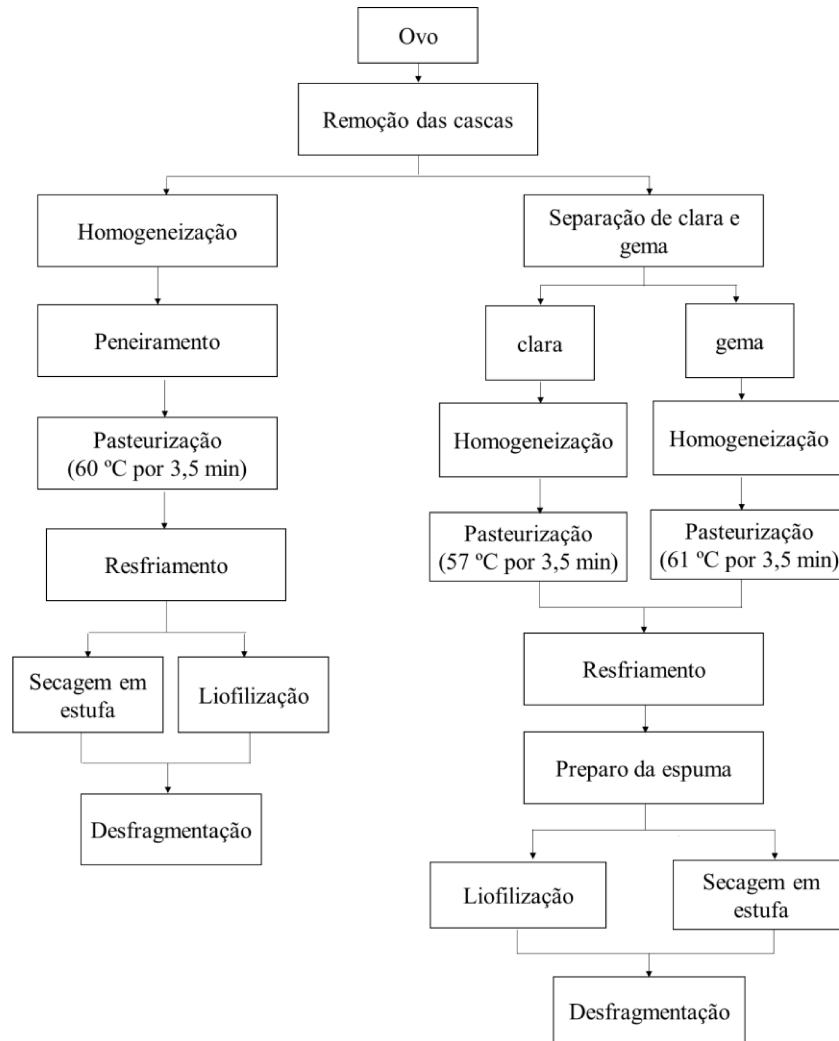 Ovo
Remoção das cascas
Homogeneização
Separação de clara e
gema
Peneiramento
clara
gema
Pasteurização
(60 ºC por 3,5 min)
Homogeneização
Homogeneização
Resfriamento
Pasteurização
(57 ºC por 3,5 min)
Pasteurização
(61 ºC por 3,5 min)
Secagem em
estufa
Liofilização
Resfriamento
Desfragmentação
Preparo da espuma
Liofilização
Secagem em
estufa
Desfragmentação